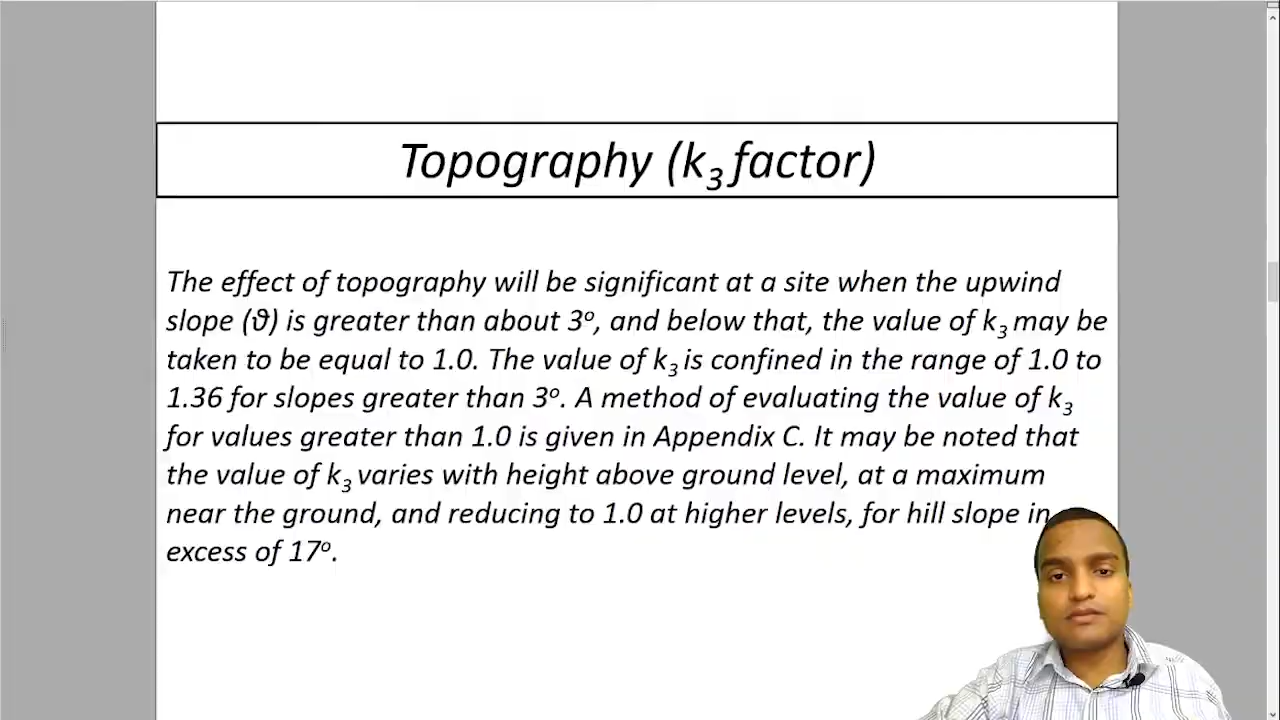 Topography (k₃ factor)
The effect of topography will be significant at a site when the upwind
slope (ϑ) is greater than about 3º, and below that, the value of k₃ may be
taken to be equal to 1.0. The value of k₃ is confined in the range of 1.0 to
1.36 for slopes greater than 3º. A method of evaluating the value of k₃
for values greater than 1.0 is given in Appendix C. It may be noted that
the value of k₃ varies with height above ground level, at a maximum
near the ground, and reducing to 1.0 at higher levels, for hill slope in
excess of 17º.